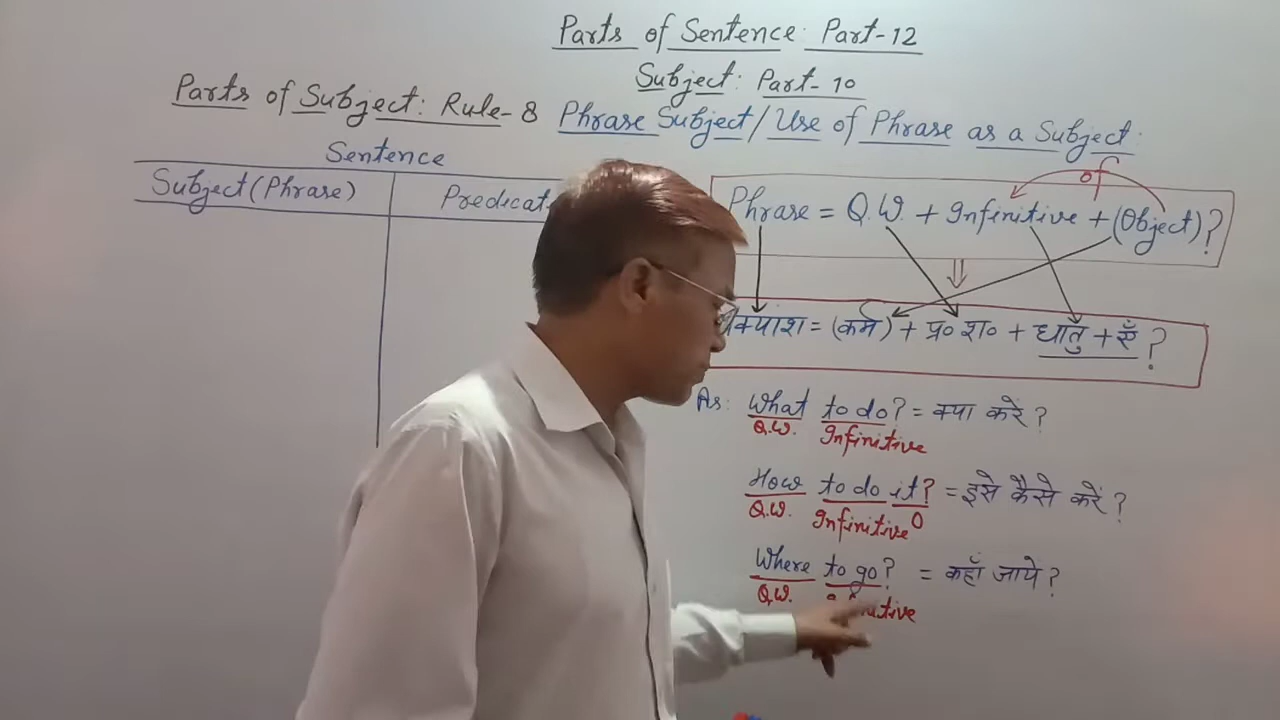 Parts of Sentence: Part-12
Subject: Part-10
Parts of Subject: Rule-8 Phrase Subject/Use of Phrase as a Subject:
Sentence
Subject (Phrase)
Predicat
of
Phrase = Q.W. + Infinitive + (Object)?
क्यांश = (कर्म) + प्र० श० + धातु + एँ ?
As: What to do? = क्या करें ?
Q.W. Infinitive
How to do it? = इसे कैसे करें ?
Q.W. Infinitive O
Where to go? = कहाँ जाये ?
Q.W.